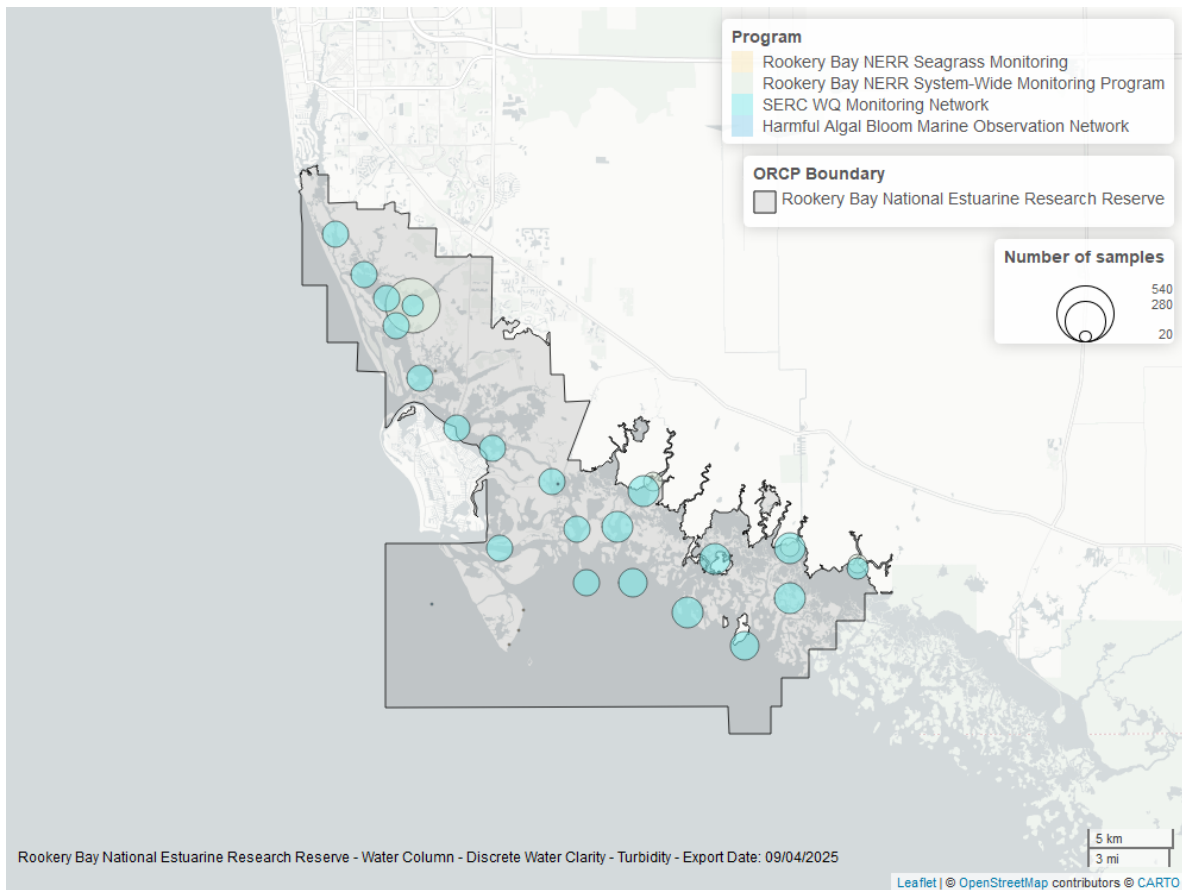 Program
Rookery Bay NERR Seagrass Monitoring
Rookery Bay NERR System-Wide Monitoring Program
SERC WQ Monitoring Network
Harmful Algal Bloom Marine Observation Network
ORCP Boundary
Rookery Bay National Estuarine Research Reserve
Number of samples
540
280
20
5 km
3 mi
Rookery Bay National Estuarine Research Reserve - Water Column - Discrete Water Clarity - Turbidity - Export Date: 09/04/2025
Leaflet | © OpenStreetMap contributors © CARTO